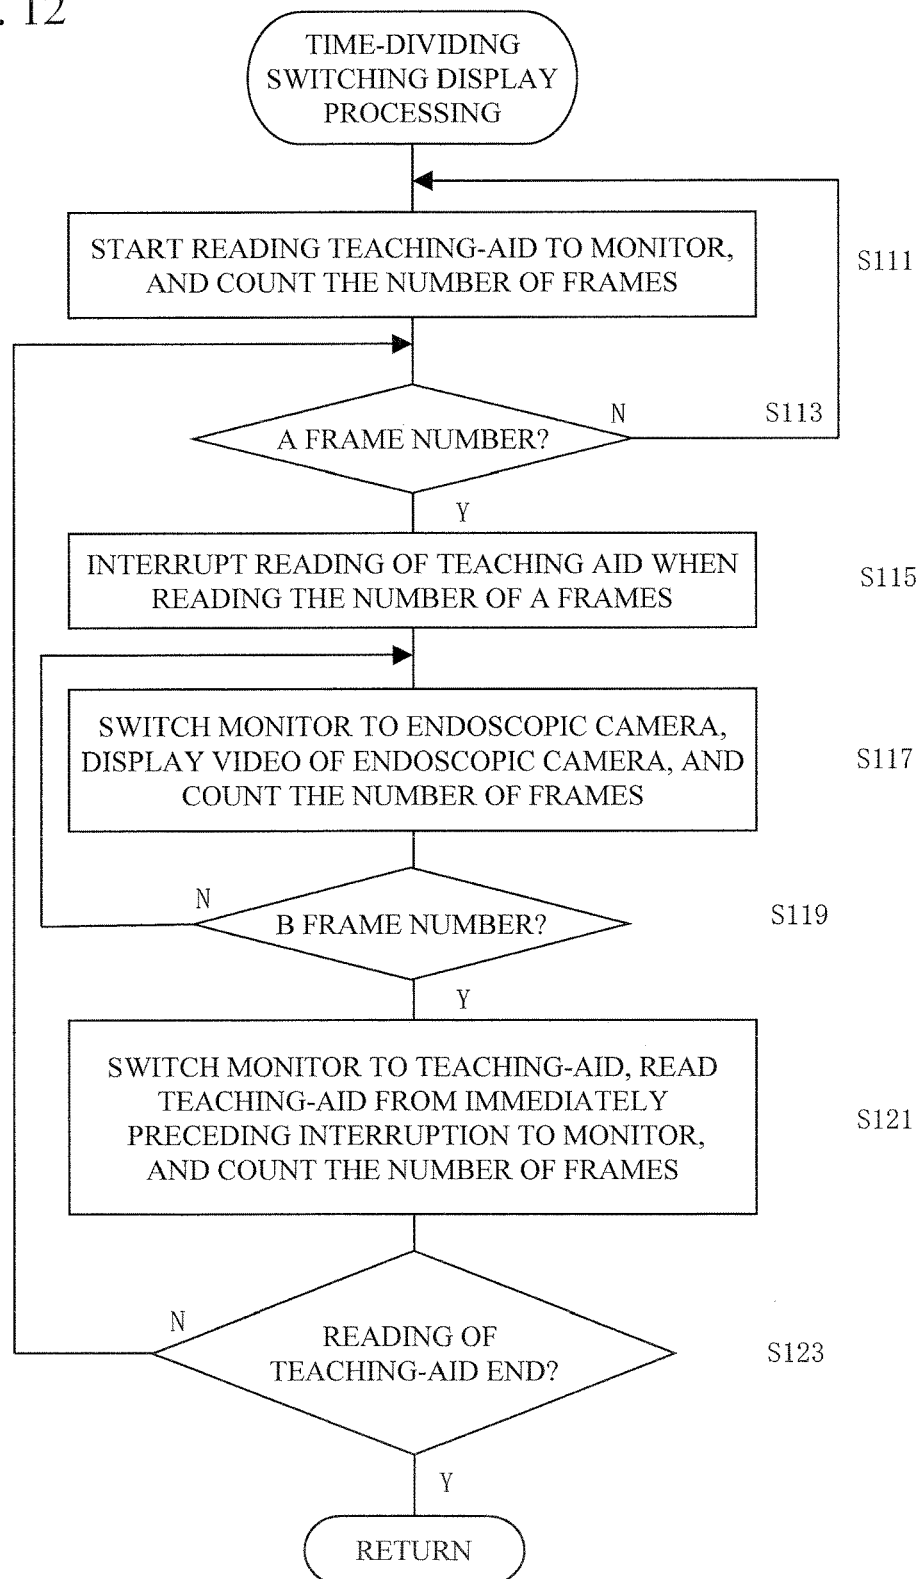 . 12
TIME-DIVIDING
SWITCHING DISPLAY
PROCESSING
START READING TEACHING-AID TO MONITOR,
AND COUNT THE NUMBER OF FRAMES
S111
A FRAME NUMBER?
N
S113
Y
INTERRUPT READING OF TEACHING AID WHEN
READING THE NUMBER OF A FRAMES
S115
SWITCH MONITOR TO ENDOSCOPIC CAMERA,
DISPLAY VIDEO OF ENDOSCOPIC CAMERA, AND
COUNT THE NUMBER OF FRAMES
S117
N
B FRAME NUMBER?
S119
Y
SWITCH MONITOR TO TEACHING-AID, READ
TEACHING-AID FROM IMMEDIATELY
PRECEDING INTERRUPTION TO MONITOR,
AND COUNT THE NUMBER OF FRAMES
S121
N
READING OF
TEACHING-AID END?
S123
Y
RETURN